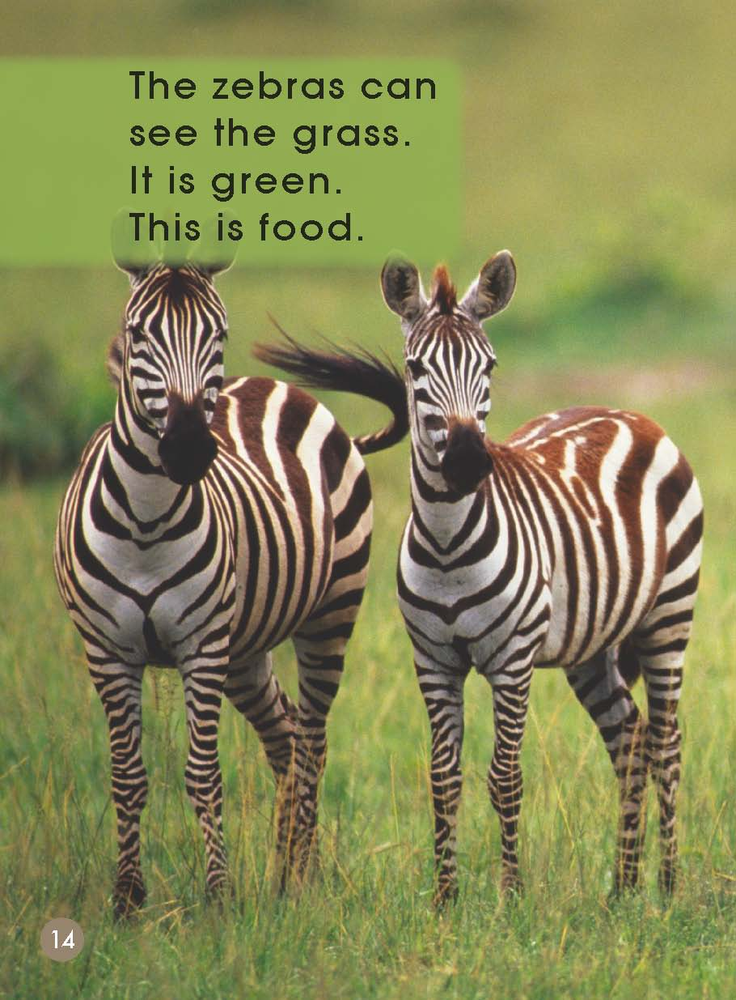 The zebras can
see the grass.
It is green.
This is food.
14